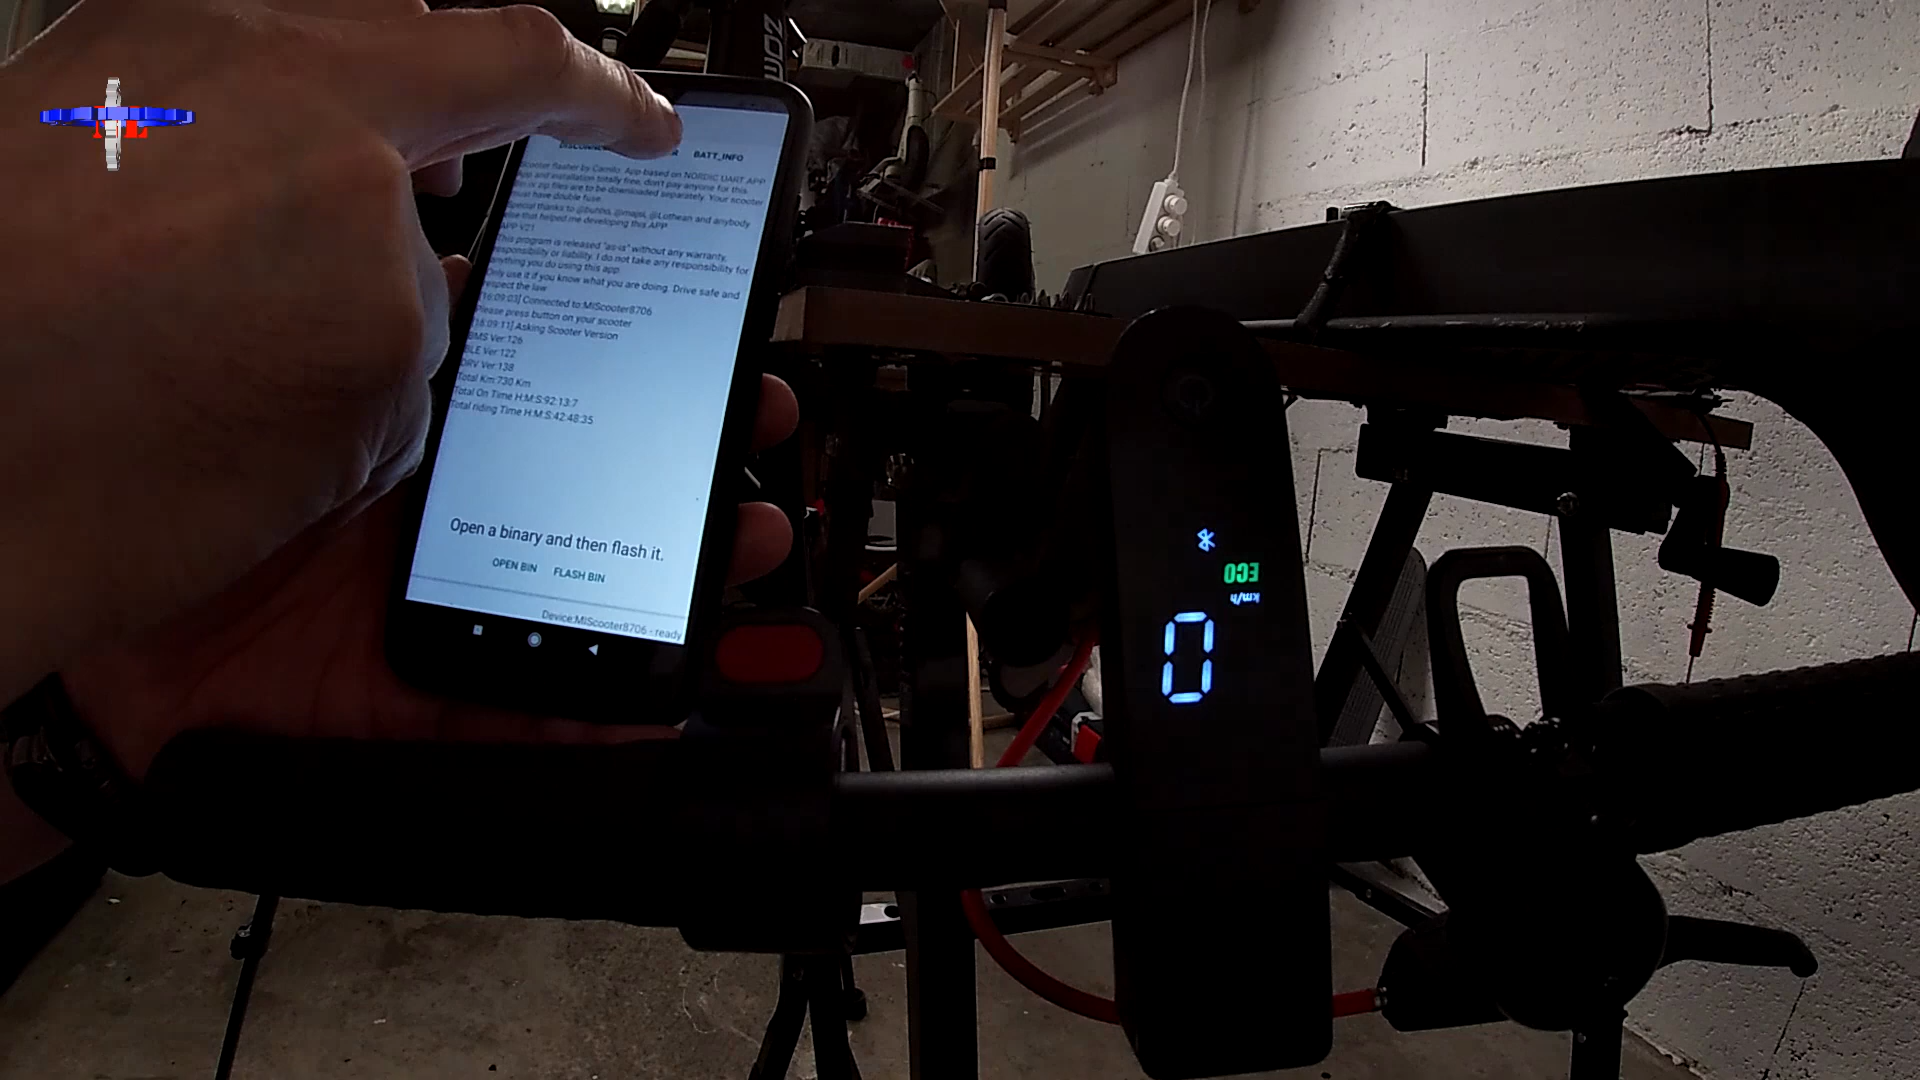 BATT_INFO
Scooter flasher by Camillo. App based on NORDIC UART APP
App and installation totally free, don't pay anyone for this
zip files are to be downloaded separately. Your scooter
must have double fuse.
Special thanks to @buhhs, @majsi, @Lothean and anybody
else that helped me developing this APP
APP V21
This program is released "as-is" without any warranty,
responsibility or liability. I do not take any responsibility for
anything you do using this app.
Only use it if you know what you are doing. Drive safe and
respect the law
[16:09:03] Connected to:MiScooter8706
Please press button on your scooter
[16:09:11] Asking Scooter Version
BMS Ver:126
BLE Ver:122
DRV Ver:138
Total Km:730 Km
Total On Time H:M:S:92:13:7
Total riding Time H:M:S:42:48:35
Open a binary and then flash it.
OPEN BIN FLASH BIN
Device:MIScooter8706 - ready
ECO
km/h
0